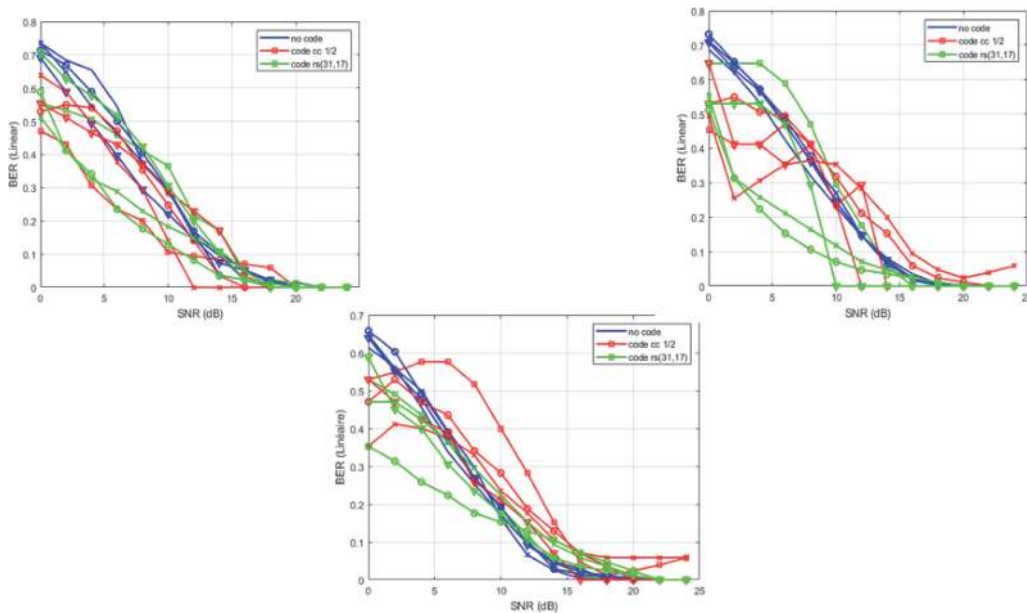 0.8
0.7
0.6
0.5
0.4
0.3
0.2
0.1
0
BER (Linear)
0 5 10 15 20
SNR (dB)
no code
code cc 1/2
code rs(31,17)
0.8
0.7
0.6
0.5
0.4
0.3
0.2
0.1
0
BER (Linear)
0 5 10 15 20 25
SNR (dB)
no code
code cc 1/2
code rs(31,17)
0.7
0.6
0.5
0.4
0.3
0.2
0.1
0
BER (Linéaire)
0 5 10 15 20 25
SNR (dB)
no code
code cc 1/2
code rs(31,17)